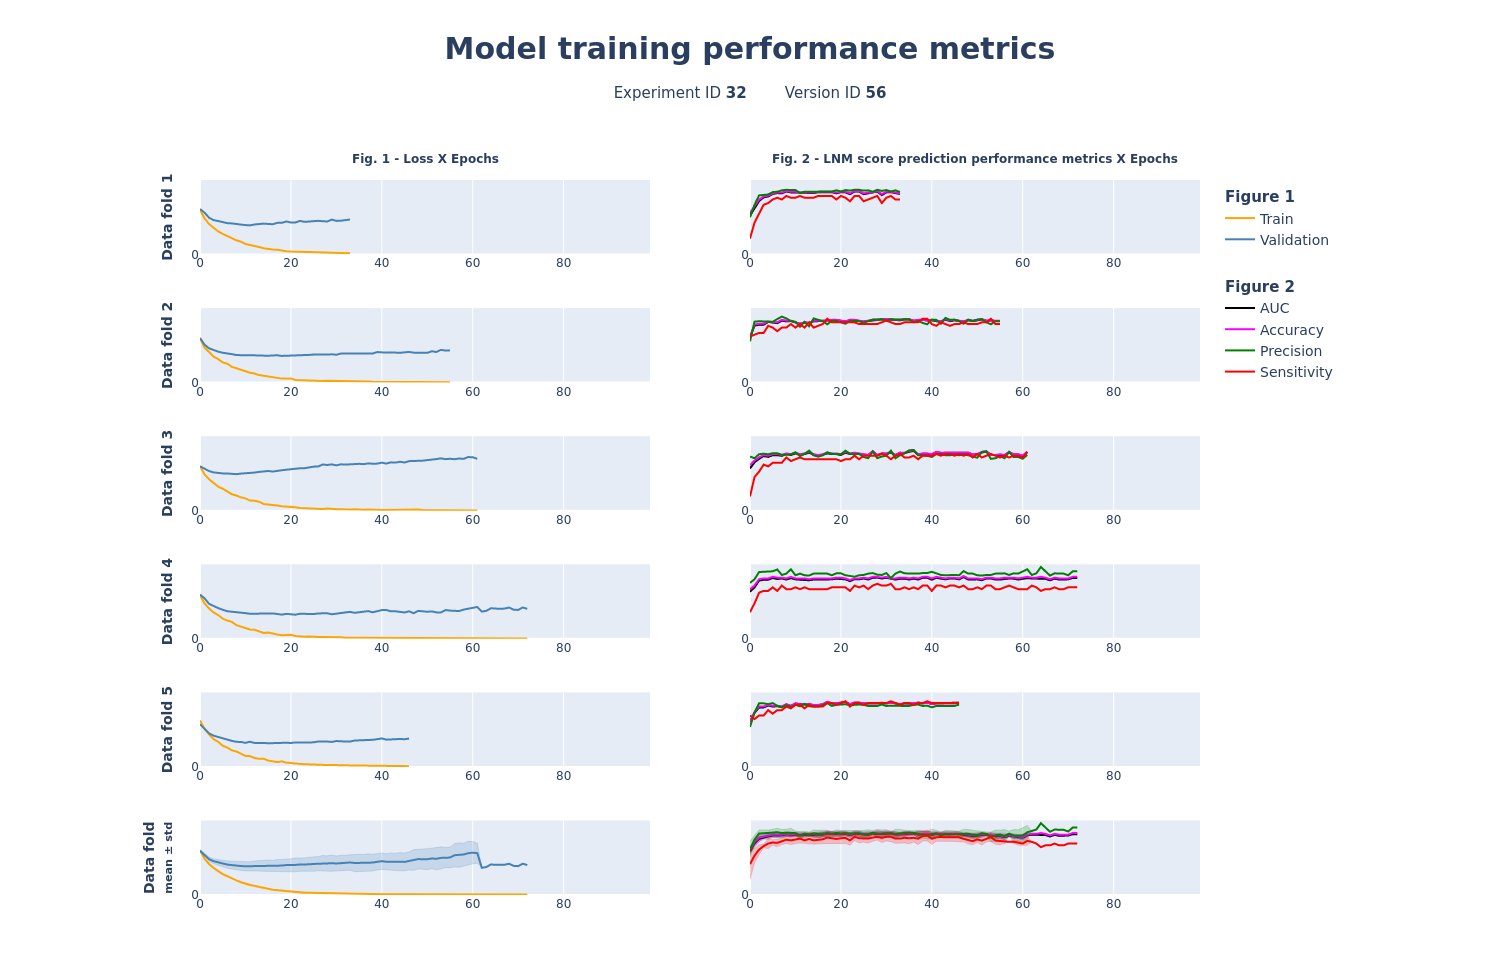 Model training performance metrics
Experiment ID 32 Version ID 56
Fig. 1 - Loss X Epochs
Fig. 2 - LNM score prediction performance metrics X Epochs
Data fold 1
0
0 20 40 60 80
0
0 20 40 60 80
Figure 1
Train
Validation
Figure 2
AUC
Accuracy
Precision
Sensitivity
Data fold 2
0
0 20 40 60 80
0
0 20 40 60 80
Data fold 3
0
0 20 40 60 80
0
0 20 40 60 80
Data fold 4
0
0 20 40 60 80
0
0 20 40 60 80
Data fold 5
0
0 20 40 60 80
0
0 20 40 60 80
Data fold
mean ± std
0
0 20 40 60 80
0
0 20 40 60 80